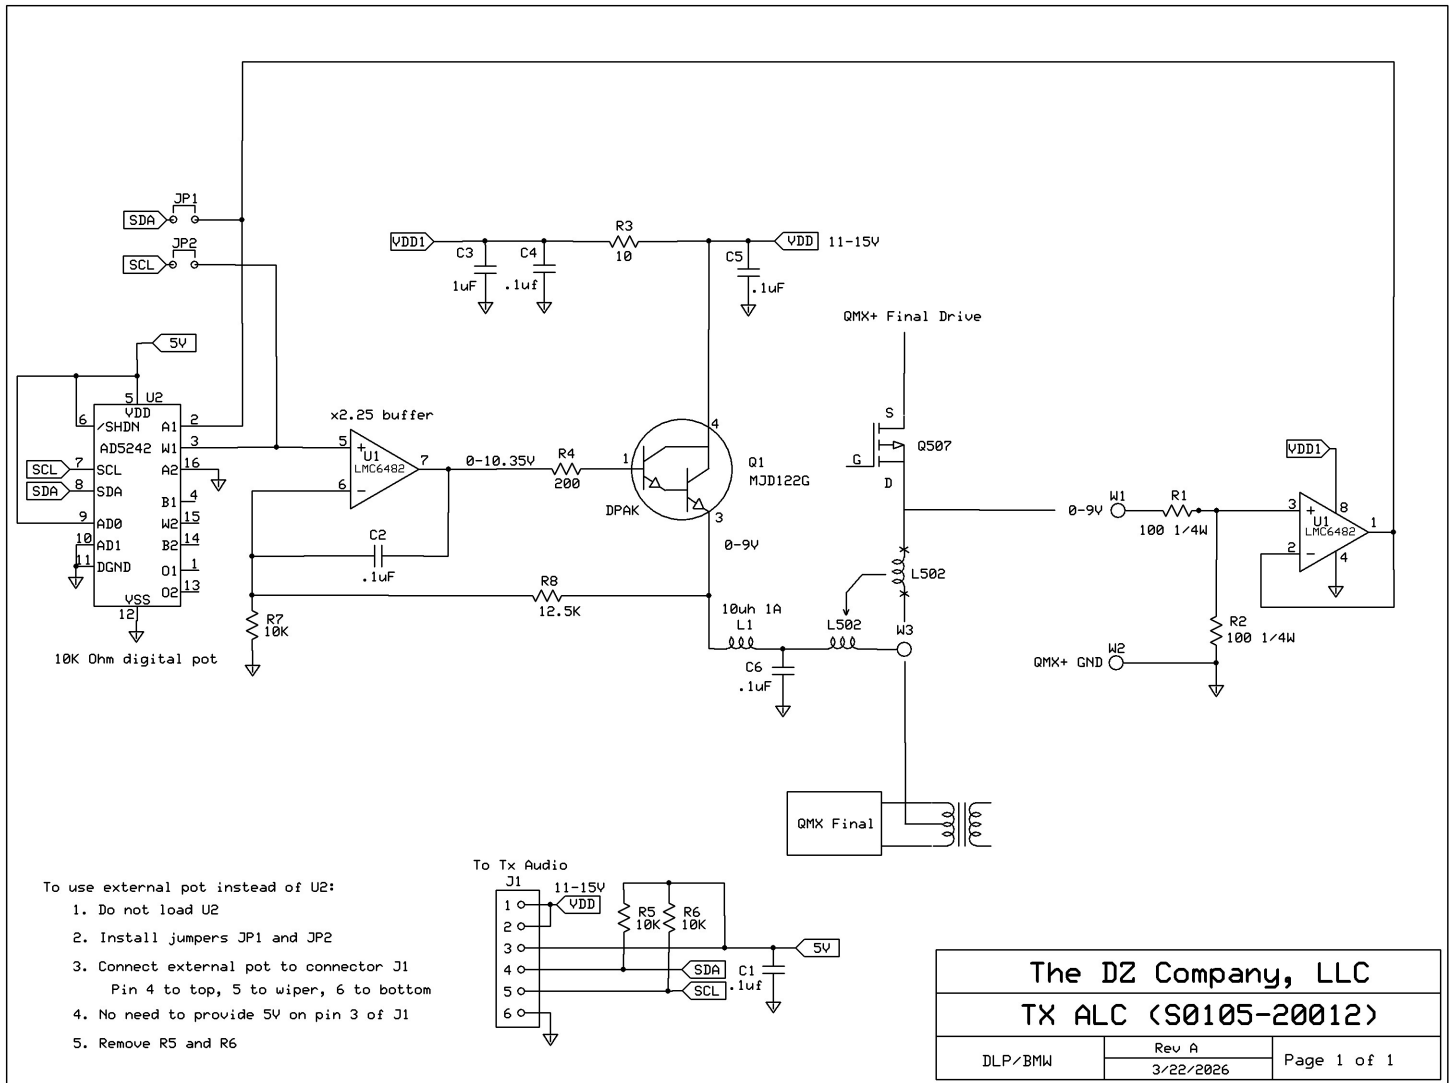 JP1
SDA
JP2
SCL
5V
5 U2
VDD
6 /SHDN A1 2
AD5242 W1 3
SCL 7 SCL A2 16
SDA 8 SDA
B1 4
9 AD0 W2 15
10 AD1 B2 14
11 DGND O1 1
O2 13
VSS
12
10K Ohm digital pot
x2.25 buffer
5 + U1 7
LMC6482
6 -
C2
.1uF
R7
10K
R8
12.5K
0-10.35V
R4
200
VDD1
C3
1uF
C4
.1uf
R3
10
C5
.1uF
VDD 11-15V
4
1
Q1
MJD122G
DPAK
3
0-9V
10uh 1A
L1
C6
.1uF
L502
W3
L502
QMX+ Final Drive
S
G
D
Q507
0-9V W1
R1
100 1/4W
R2
100 1/4W
QMX+ GND W2
VDD1
3 + 8
U1 1
LMC6482
2 - 4
QMX Final
To use external pot instead of U2:
1. Do not load U2
2. Install jumpers JP1 and JP2
3. Connect external pot to connector J1
Pin 4 to top, 5 to wiper, 6 to bottom
4. No need to provide 5V on pin 3 of J1
5. Remove R5 and R6
To Tx Audio
J1
11-15V
1 VDD
2
3 5V
4 SDA
5 SCL
6
R5
10K
R6
10K
C1
.1uf
The DZ Company, LLC
TX ALC (S0105-20012)
DLP/BMW
Rev A
3/22/2026
Page 1 of 1